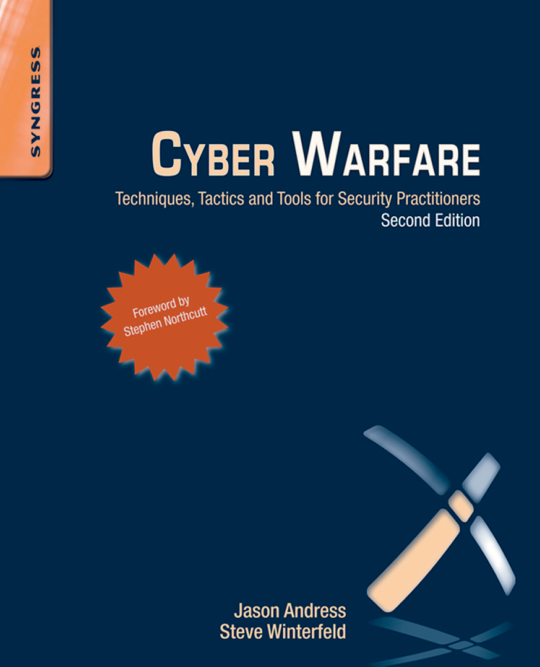 SYNGRESS
CYBER WARFARE
Techniques, Tactics and Tools for Security Practitioners
Second Edition
Foreword by
Stephen Northcutt
Jason Andress
Steve Winterfeld